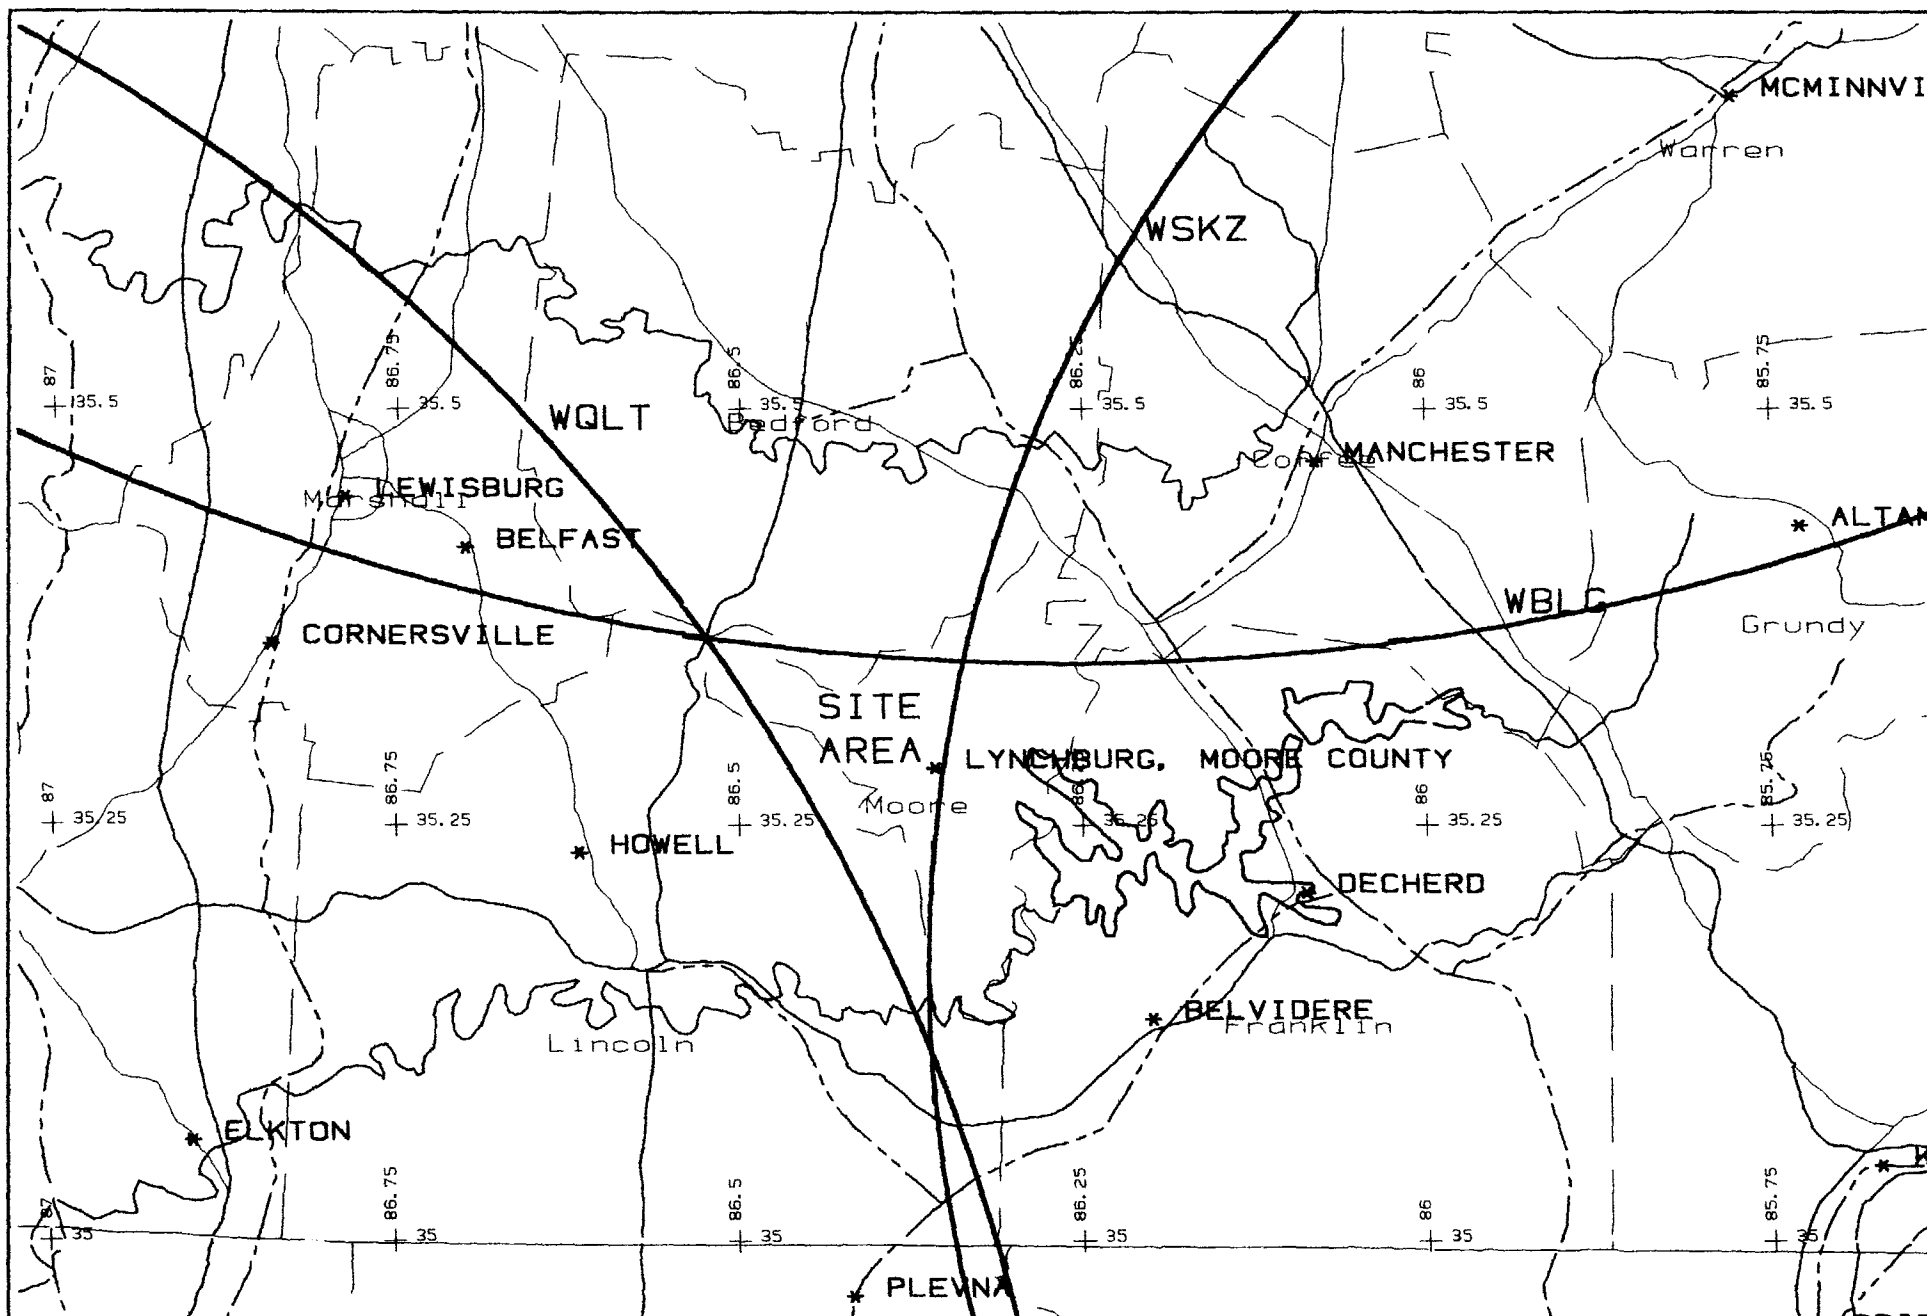 MCMINNVI
Warren
WSKZ
86.75
86.5
86.25
85.75
87
35.5
35.5
35.5
35.5
86
35.5
35.5
WQLT
Bedford
MANCHESTER
Coffee
LEWISBURG
Marshall
BELFAST
ALTAM
WBLG
CORNERSVILLE
Grundy
SITE
AREA
LYNCHBURG, MOORE COUNTY
Moore
87
35.25
86.75
35.25
86.5
35.25
35.25
86
35.25
85.75
35.25
HOWELL
DECHERD
BELVIDERE
Franklin
Lincoln
ELKTON
K
87
35
86.75
35
86.5
35
86.25
35
86
35
85.75
35
PLEVNA